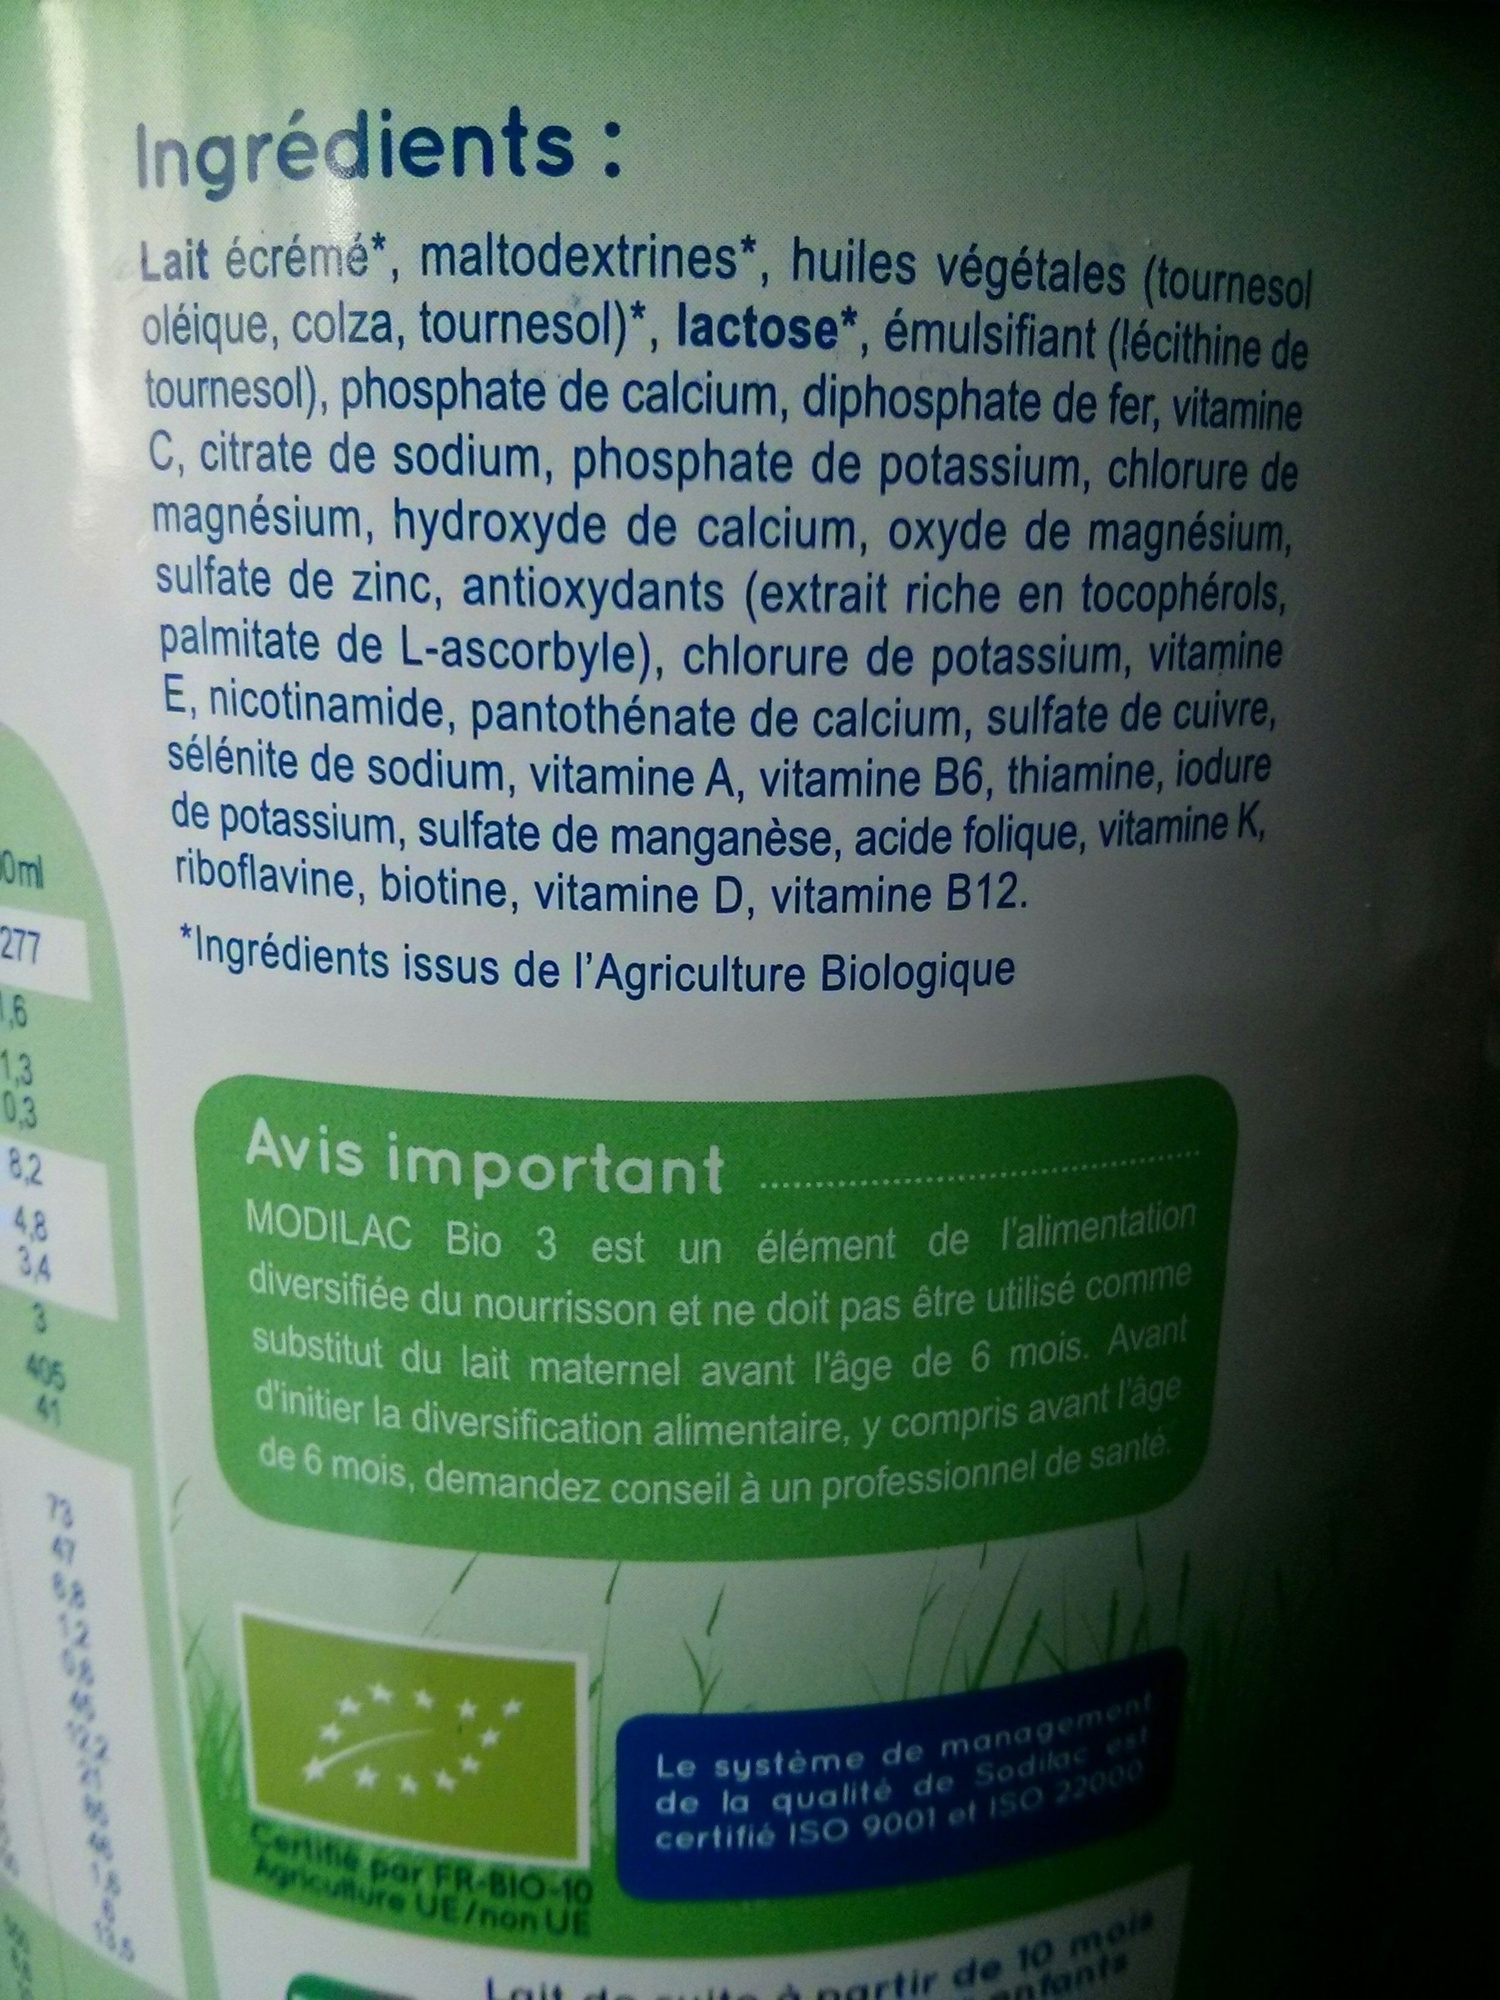 Ingrédients :
Lait écrémé*, maltodextrines*, huiles végétales (tournesol
oléique, colza, tournesol)*, lactose*, émulsifiant (lécithine de
tournesol), phosphate de calcium, diphosphate de fer, vitamine
C, citrate de sodium, phosphate de potassium, chlorure de
magnésium, hydroxyde de calcium, oxyde de magnésium,
sulfate de zinc, antioxydants (extrait riche en tocophérols,
palmitate de L-ascorbyle), chlorure de potassium, vitamine
E, nicotinamide, pantothénate de calcium, sulfate de cuivre,
sélénite de sodium, vitamine A, vitamine B6, thiamine, iodure
de potassium, sulfate de manganèse, acide folique, vitamine K,
riboflavine, biotine, vitamine D, vitamine B12.
*Ingrédients issus de l'Agriculture Biologique
0ml
277
1,6
1,3
0,3
8,2
4,8
3,4
3
405
41
73
47
6,8
Avis important
MODILAC Bio 3 est un élément de l'alimentation
diversifiée du nourrisson et ne doit pas être utilisé comme
substitut du lait maternel avant l'âge de 6 mois. Avant
d'initier la diversification alimentaire, y compris avant l'âge
de 6 mois, demandez conseil à un professionnel de santé.
Certifié par FR-BIO-10
Agriculture UE/non UE
Le système de management
de la qualité de Sodilac est
certifié ISO 9001 et ISO 22000
Lait de suite à partir de 10 mois
enfants